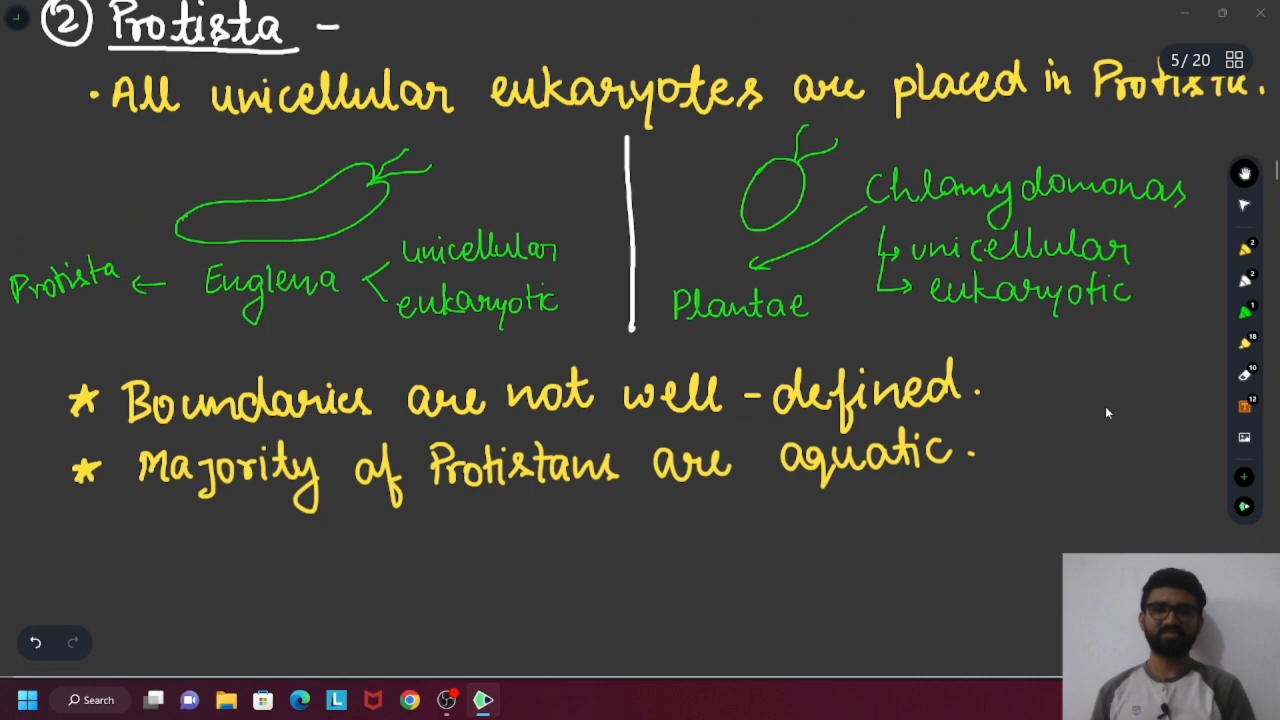 ② Protista -
5/20
• All unicellular eukaryotes are placed in Protista.
Chlamydomonas
unicellular
unicellular
Protista ← Euglena
eukaryotic
eukaryotic
Plantae
* Boundaries are not well-defined.
* Majority of Protistans are aquatic.
Search